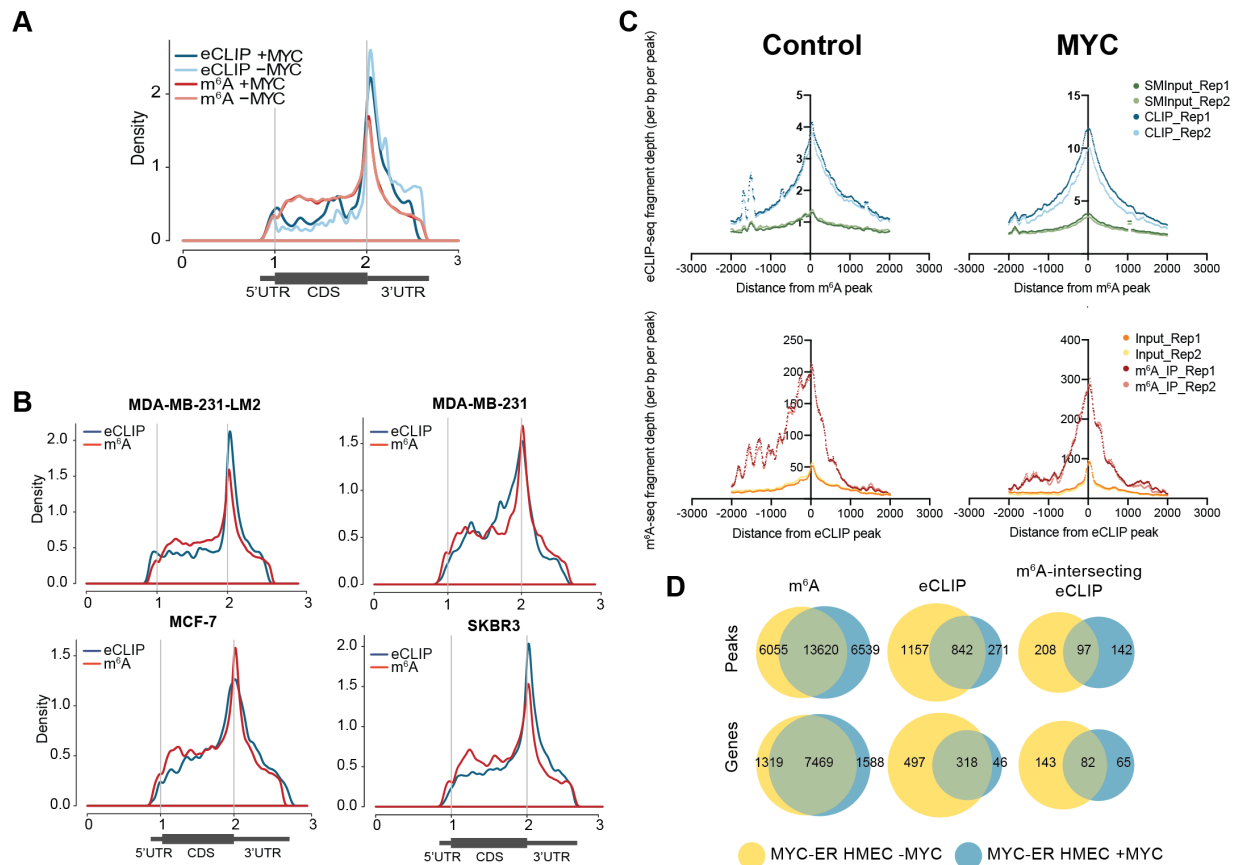 A
eCLIP +MYC
eCLIP −MYC
m⁶A +MYC
m⁶A −MYC
Density
2
1
0
0 1 2 3
5'UTR CDS 3'UTR
B
MDA-MB-231-LM2
eCLIP
m⁶A
Density
2.0
1.5
1.0
0.5
0.0
0 1 2 3
MDA-MB-231
eCLIP
m⁶A
1.5
1.0
0.5
0.0
0 1 2 3
MCF-7
eCLIP
m⁶A
Density
1.5
1.0
0.5
0.0
0 1 2 3
5'UTR CDS 3'UTR
SKBR3
eCLIP
m⁶A
2.0
1.5
1.0
0.5
0.0
0 1 2 3
5'UTR CDS 3'UTR
C
Control
MYC
eCLIP-seq fragment depth (per bp per peak)
5
4
3
2
1
-3000 -2000 -1000 0 1000 2000 3000
Distance from m⁶A peak
SMInput_Rep1
SMInput_Rep2
CLIP_Rep1
CLIP_Rep2
15
10
5
-3000 -2000 -1000 0 1000 2000 3000
Distance from m⁶A peak
m⁶A-seq fragment depth (per bp per peak)
250
200
150
100
50
-3000 -2000 -1000 0 1000 2000 3000
Distance from eCLIP peak
Input_Rep1
Input_Rep2
m⁶A_IP_Rep1
m⁶A_IP_Rep2
400
300
200
100
-3000 -2000 -1000 0 1000 2000 3000
Distance from eCLIP peak
D
m⁶A
eCLIP
m⁶A-intersecting
eCLIP
Peaks
6055 13620 6539
1157 842 271
208 97 142
Genes
1319 7469 1588
497 318 46
143 82 65
MYC-ER HMEC -MYC
MYC-ER HMEC +MYC